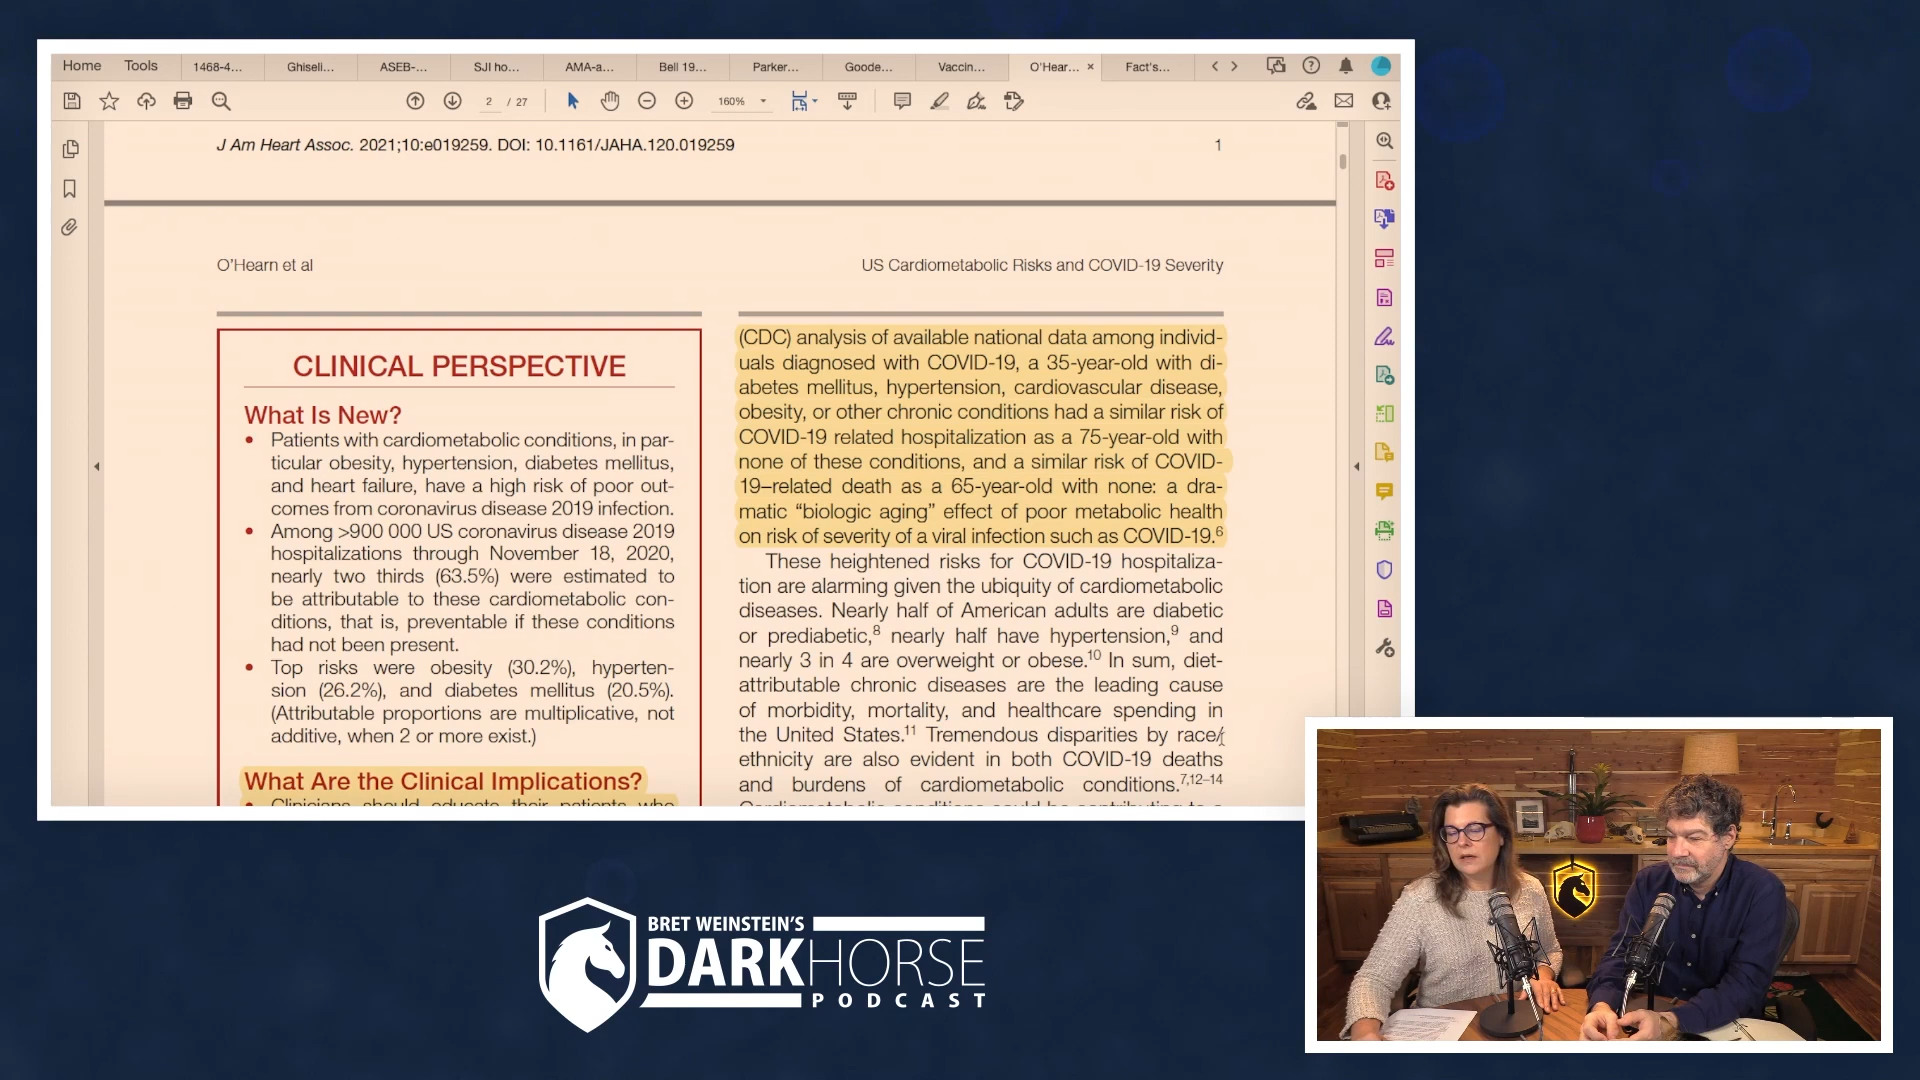 Home Tools 1468-4... Ghiseli... ASEB-... SJI ho... AMA-a... Bell 19... Parker... Goode... Vaccin... O'Hear... × Fact's...
2 / 27 160%
J Am Heart Assoc. 2021;10:e019259. DOI: 10.1161/JAHA.120.019259 1
O'Hearn et al US Cardiometabolic Risks and COVID-19 Severity
CLINICAL PERSPECTIVE
What Is New?
• Patients with cardiometabolic conditions, in par-
ticular obesity, hypertension, diabetes mellitus,
and heart failure, have a high risk of poor out-
comes from coronavirus disease 2019 infection.
• Among >900 000 US coronavirus disease 2019
hospitalizations through November 18, 2020,
nearly two thirds (63.5%) were estimated to
be attributable to these cardiometabolic con-
ditions, that is, preventable if these conditions
had not been present.
• Top risks were obesity (30.2%), hyperten-
sion (26.2%), and diabetes mellitus (20.5%).
(Attributable proportions are multiplicative, not
additive, when 2 or more exist.)
What Are the Clinical Implications?
• Clinicians should educate their patients who
(CDC) analysis of available national data among individ-
uals diagnosed with COVID-19, a 35-year-old with di-
abetes mellitus, hypertension, cardiovascular disease,
obesity, or other chronic conditions had a similar risk of
COVID-19 related hospitalization as a 75-year-old with
none of these conditions, and a similar risk of COVID-
19–related death as a 65-year-old with none: a dra-
matic “biologic aging” effect of poor metabolic health
on risk of severity of a viral infection such as COVID-19.⁶
These heightened risks for COVID-19 hospitaliza-
tion are alarming given the ubiquity of cardiometabolic
diseases. Nearly half of American adults are diabetic
or prediabetic,⁸ nearly half have hypertension,⁹ and
nearly 3 in 4 are overweight or obese.¹⁰ In sum, diet-
attributable chronic diseases are the leading cause
of morbidity, mortality, and healthcare spending in
the United States.¹¹ Tremendous disparities by race/
ethnicity are also evident in both COVID-19 deaths
and burdens of cardiometabolic conditions.⁷,¹²⁻¹⁴
Cardiometabolic conditions could be contributing to a
BRET WEINSTEIN'S
DARKHORSE
PODCAST